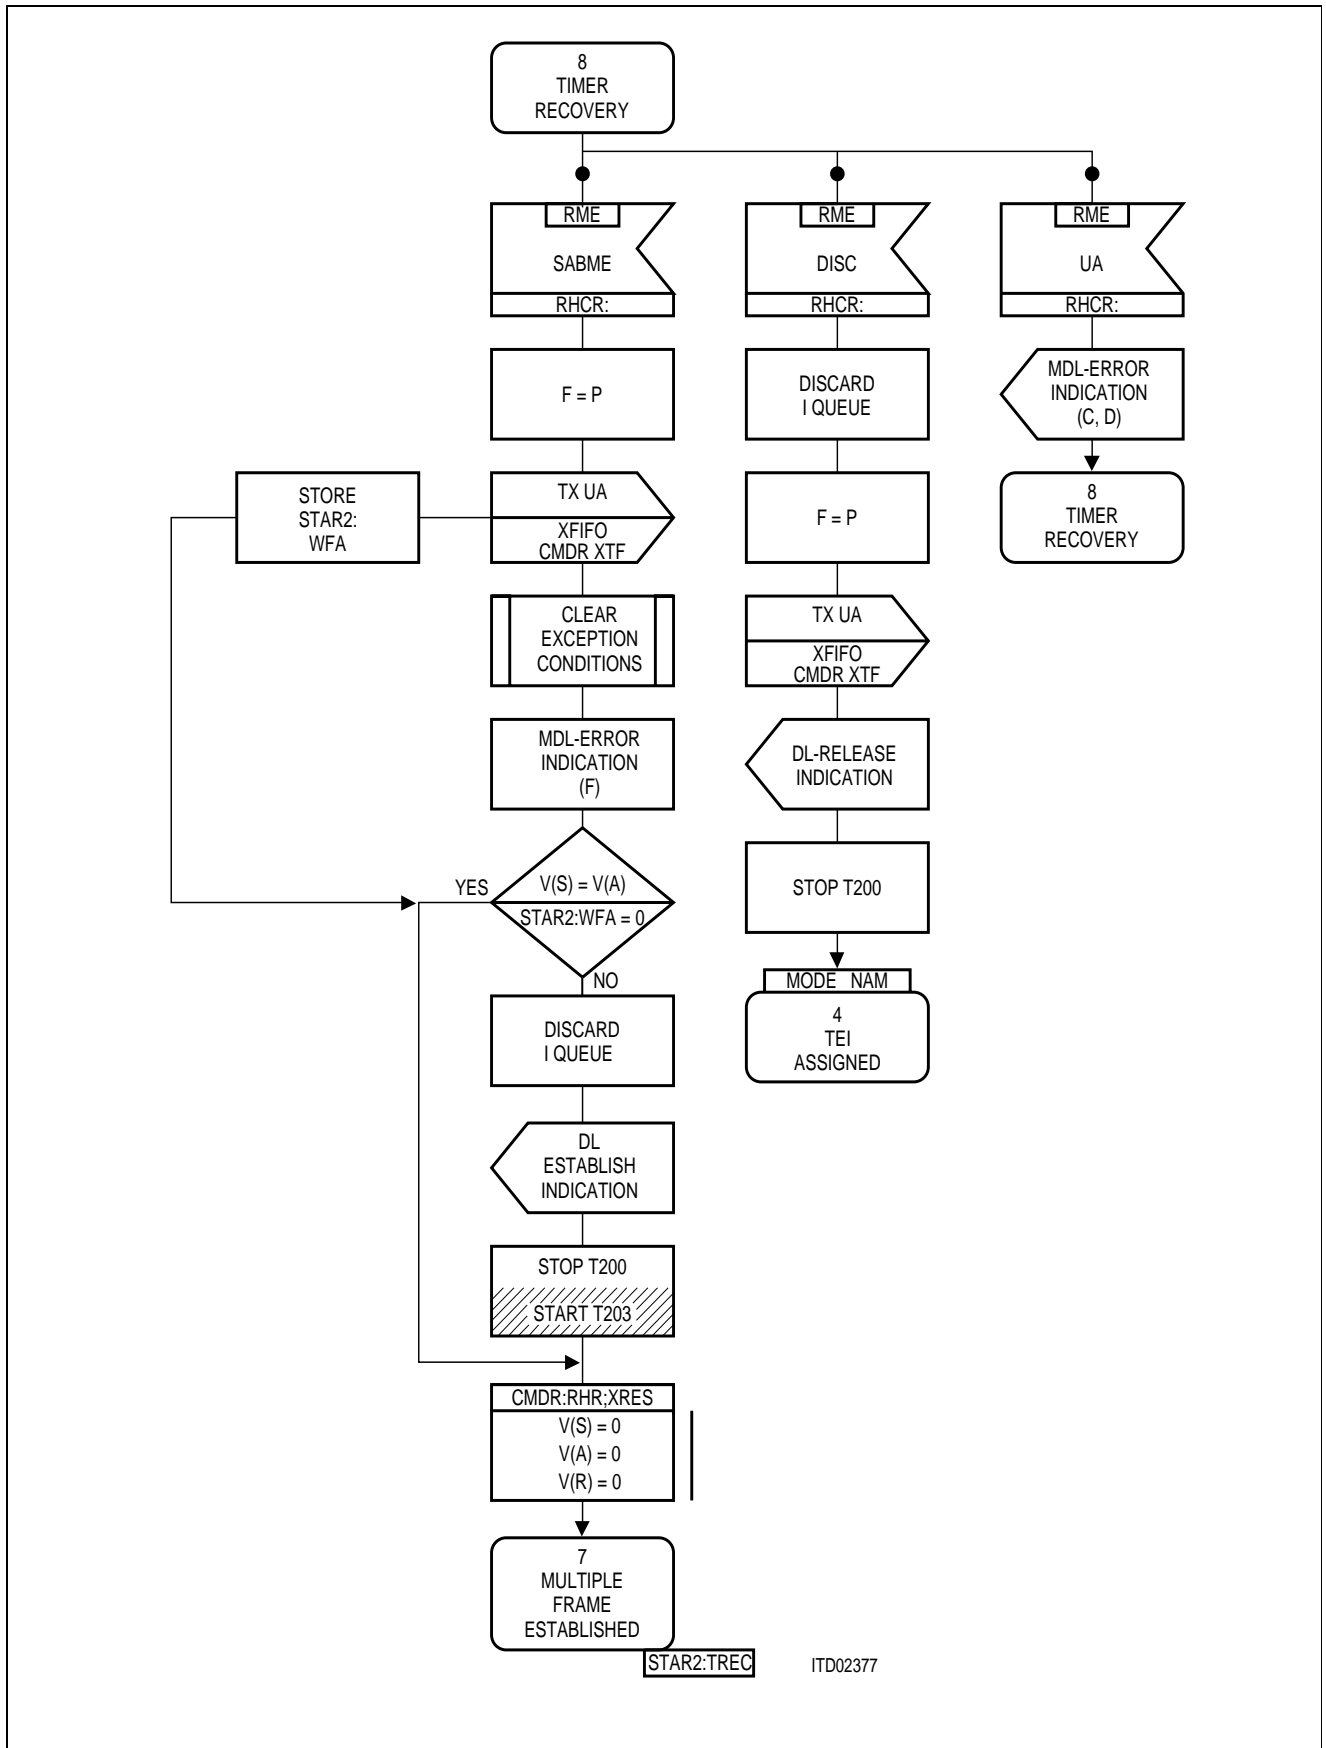 8
TIMER
RECOVERY
RME
SABME
RHCR:
RME
DISC
RHCR:
RME
UA
RHCR:
F = P
DISCARD
I QUEUE
MDL-ERROR
INDICATION
(C, D)
STORE
STAR2:
WFA
TX UA
XFIFO
CMDR XTF
F = P
8
TIMER
RECOVERY
CLEAR
EXCEPTION
CONDITIONS
TX UA
XFIFO
CMDR XTF
MDL-ERROR
INDICATION
(F)
DL-RELEASE
INDICATION
YES
V(S) = V(A)
STAR2:WFA = 0
NO
STOP T200
MODE NAM
4
TEI
ASSIGNED
DISCARD
I QUEUE
DL
ESTABLISH
INDICATION
STOP T200
START T203
CMDR:RHR;XRES
V(S) = 0
V(A) = 0
V(R) = 0
7
MULTIPLE
FRAME
ESTABLISHED
STAR2:TREC
ITD02377